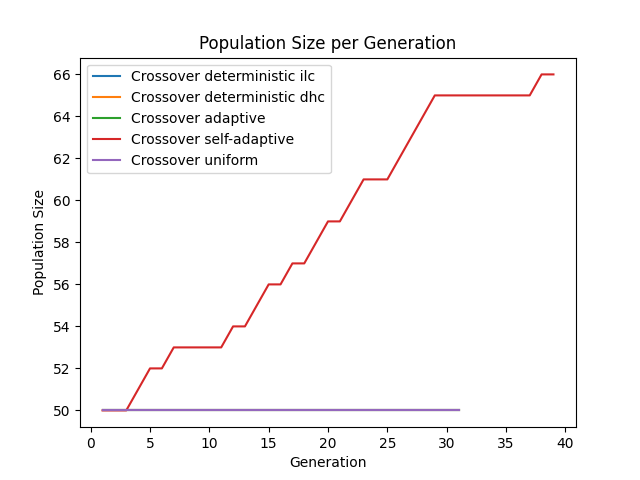 Population Size per Generation
Crossover deterministic ilc
Crossover deterministic dhc
Crossover adaptive
Crossover self-adaptive
Crossover uniform
Population Size
66
64
62
60
58
56
54
52
50
0 5 10 15 20 25 30 35 40
Generation